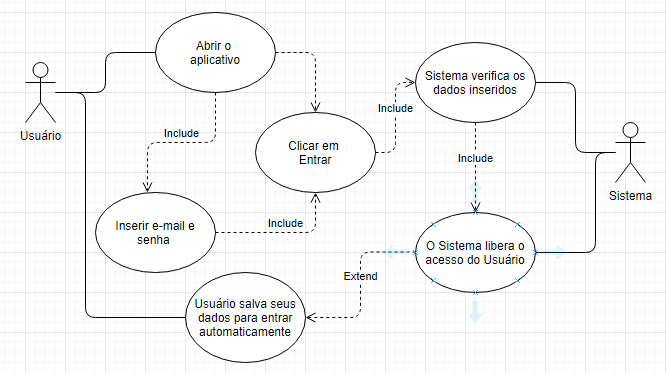 Abrir o
aplicativo
Sistema verifica os
dados inseridos
Include
Usuário
Include
Clicar em
Entrar
Include
Sistema
Inserir e-mail e
senha
Include
O Sistema libera o
acesso do Usuário
Extend
Usuário salva seus
dados para entrar
automaticamente